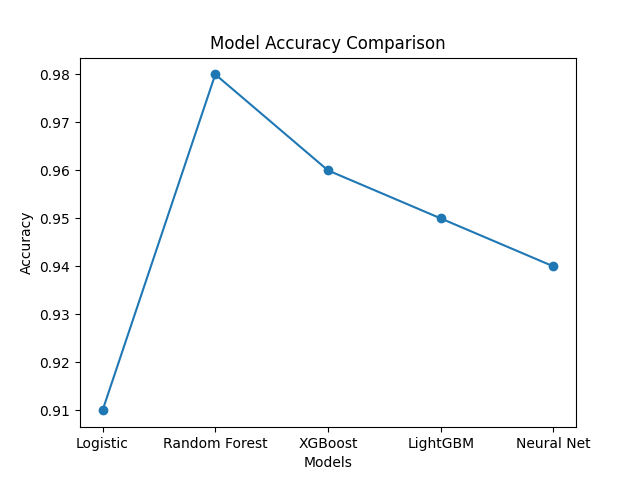 Model Accuracy Comparison
0.98
0.97
0.96
0.95
0.94
0.93
0.92
0.91
Accuracy
Logistic Random Forest XGBoost LightGBM Neural Net
Models